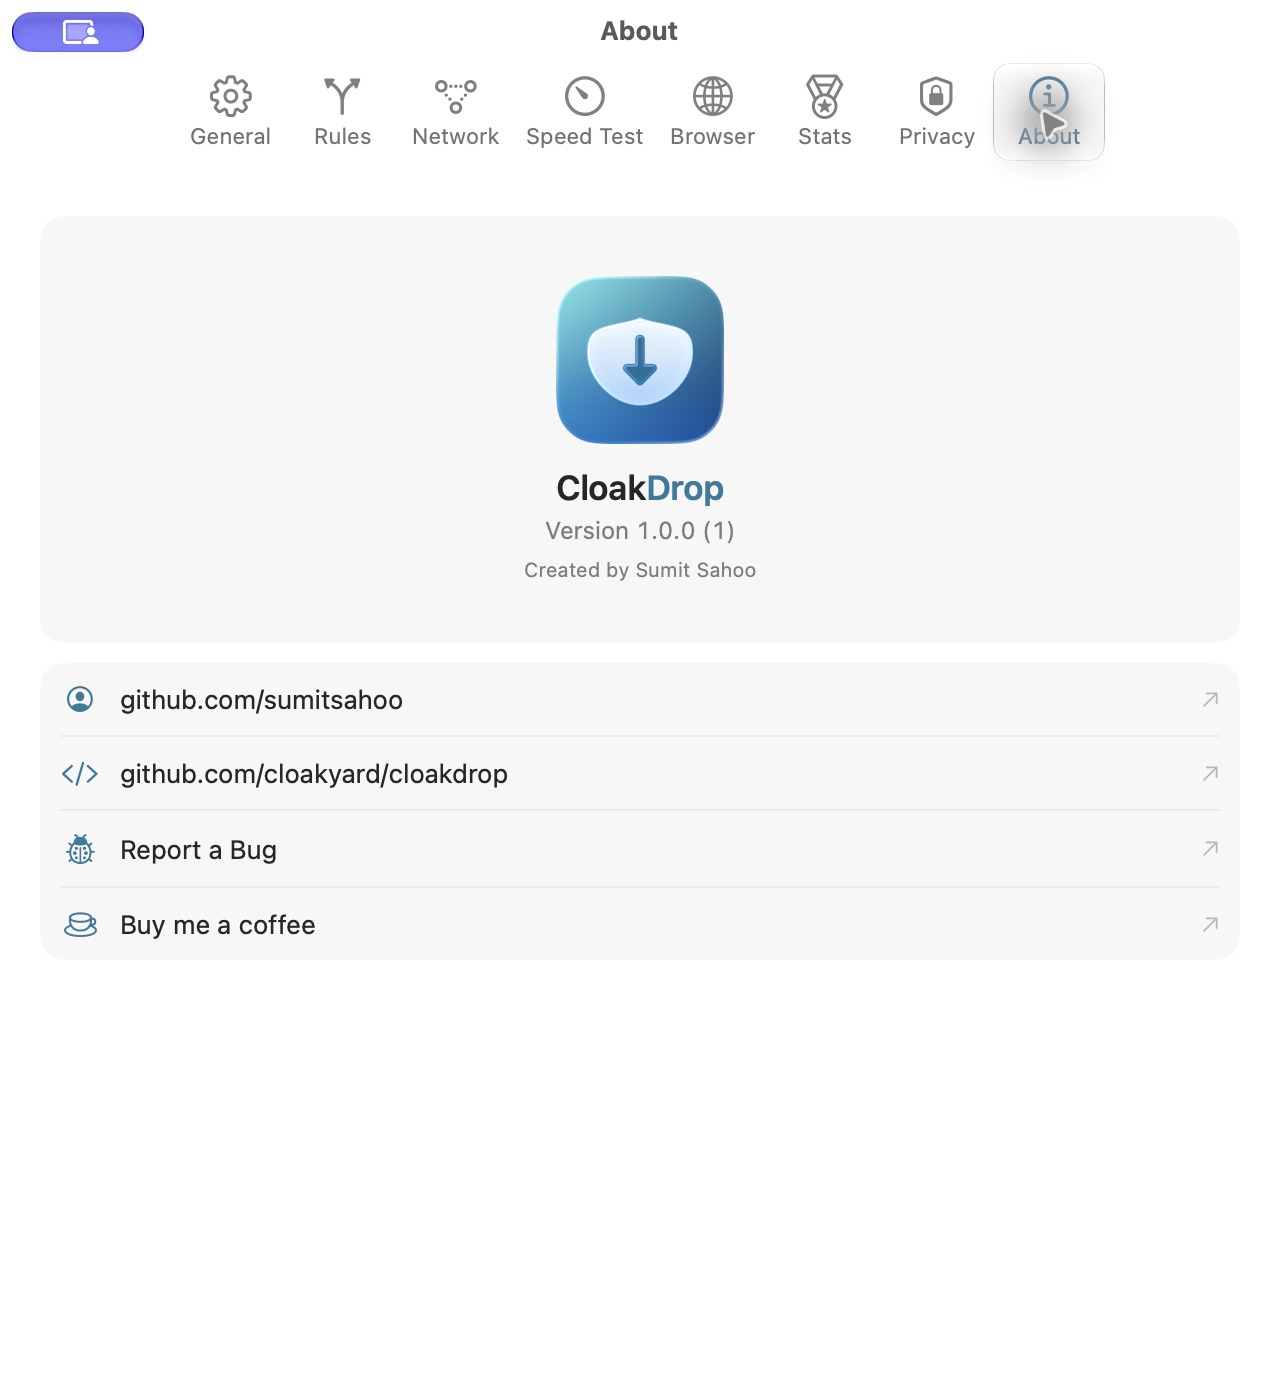 About
General
Rules
Network
Speed Test
Browser
Stats
Privacy
About
CloakDrop
Version 1.0.0 (1)
Created by Sumit Sahoo
github.com/sumitsahoo
github.com/cloakyard/cloakdrop
Report a Bug
Buy me a coffee